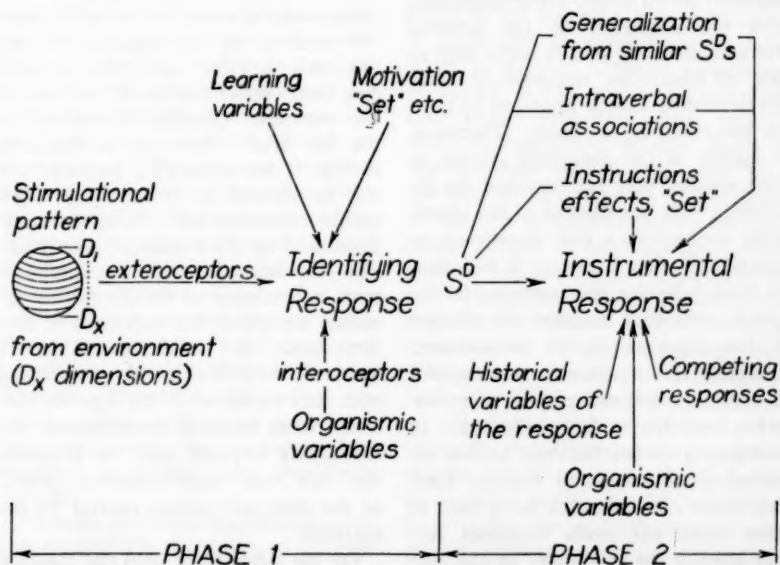 Generalization
from similar Sᴰs
Learning
variables
Motivation
"Set" etc.
Intraverbal
associations
Stimulational
pattern
Instructions
effects, "Set"
D₁
exteroceptors
Identifying
Response
Sᴰ
Instrumental
Response
Dₓ
from environment
(Dₓ dimensions)
interoceptors
Organismic
variables
Historical
variables of
the response
Competing
responses
Organismic
variables
PHASE 1
PHASE 2